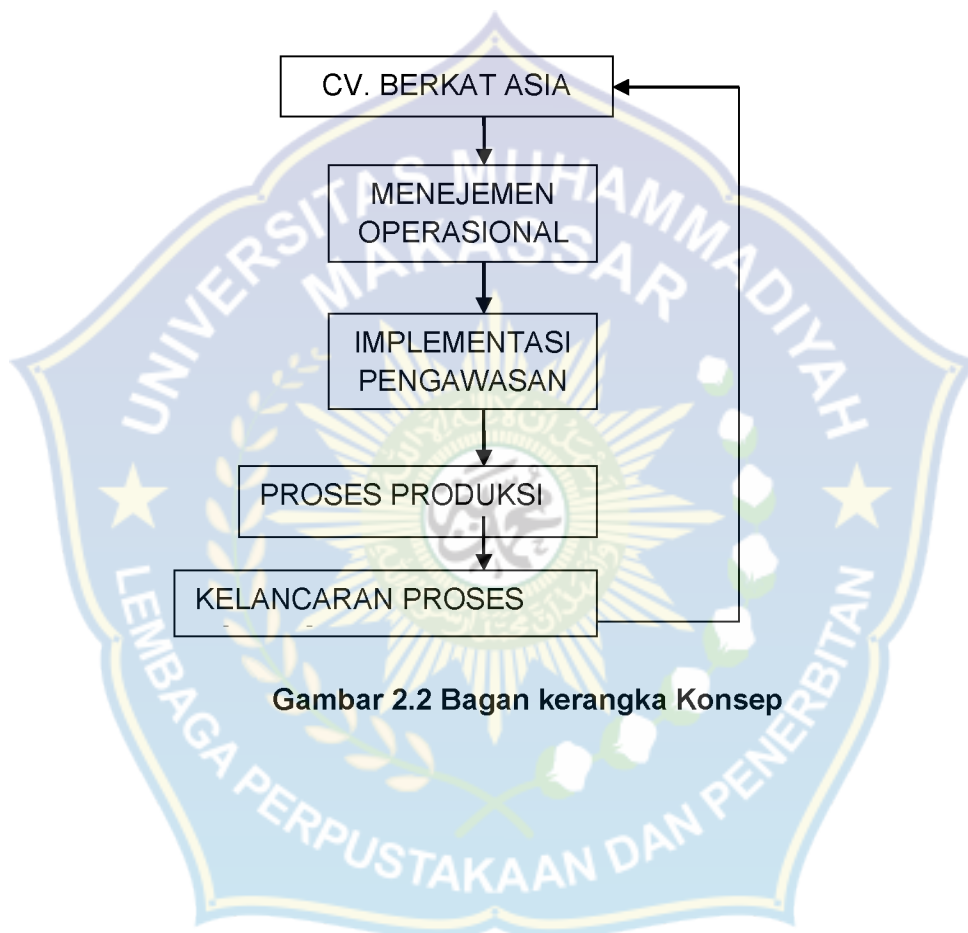 CV. BERKAT ASIA
MENEJEMEN
OPERASIONAL
IMPLEMENTASI
PENGAWASAN
PROSES PRODUKSI
KELANCARAN PROSES
Gambar 2.2 Bagan kerangka Konsep
UNIVERSITAS MUHAMMADIYAH
MAKASSAR
LEMBAGA PERPUSTAKAAN DAN PENERBITAN